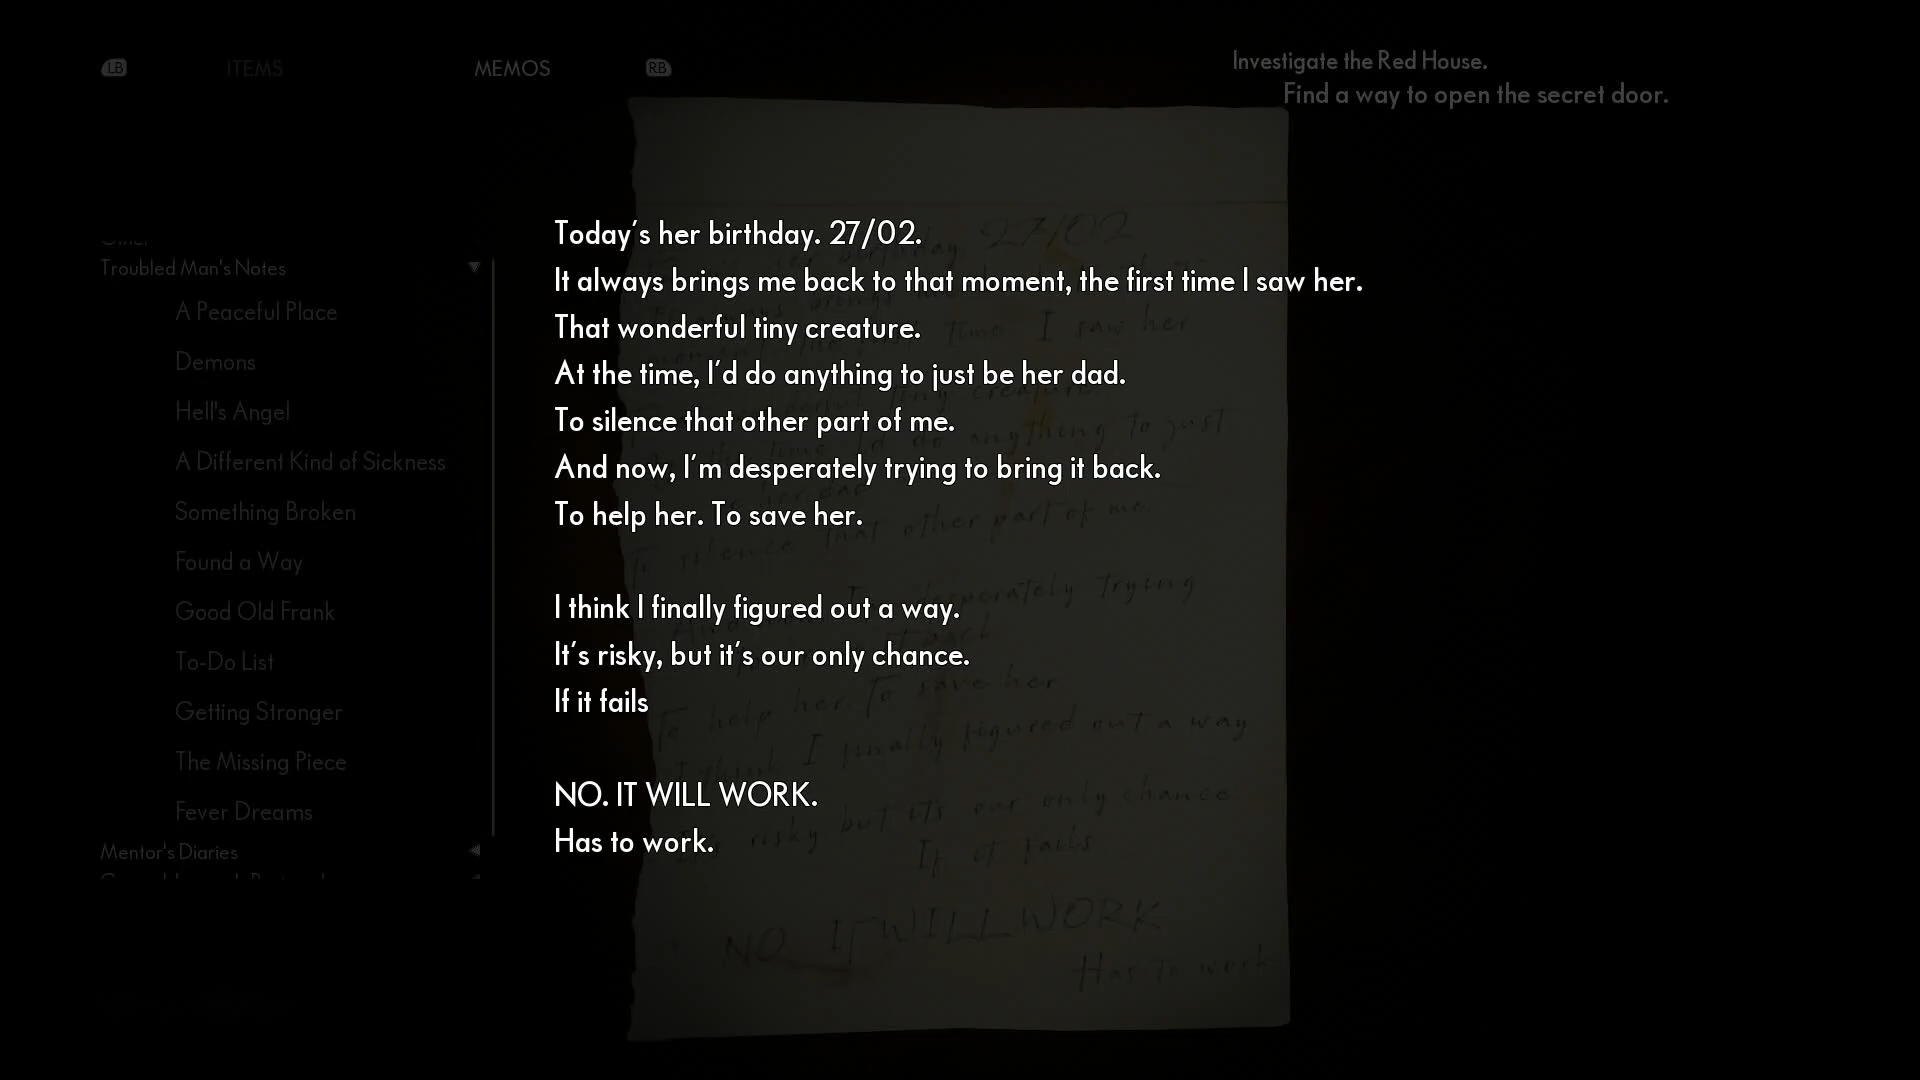 LB ITEMS MEMOS RB
Investigate the Red House.
Find a way to open the secret door.
Other
Troubled Man's Notes
A Peaceful Place
Demons
Hell's Angel
A Different Kind of Sickness
Something Broken
Found a Way
Good Old Frank
To-Do List
Getting Stronger
The Missing Piece
Fever Dreams
Mentor's Diaries
Today's her birthday. 27/02.
It always brings me back to that moment, the first time I saw her.
That wonderful tiny creature.
At the time, I'd do anything to just be her dad.
To silence that other part of me.
And now, I'm desperately trying to bring it back.
To help her. To save her.
I think I finally figured out a way.
It's risky, but it's our only chance.
If it fails
NO. IT WILL WORK.
Has to work.